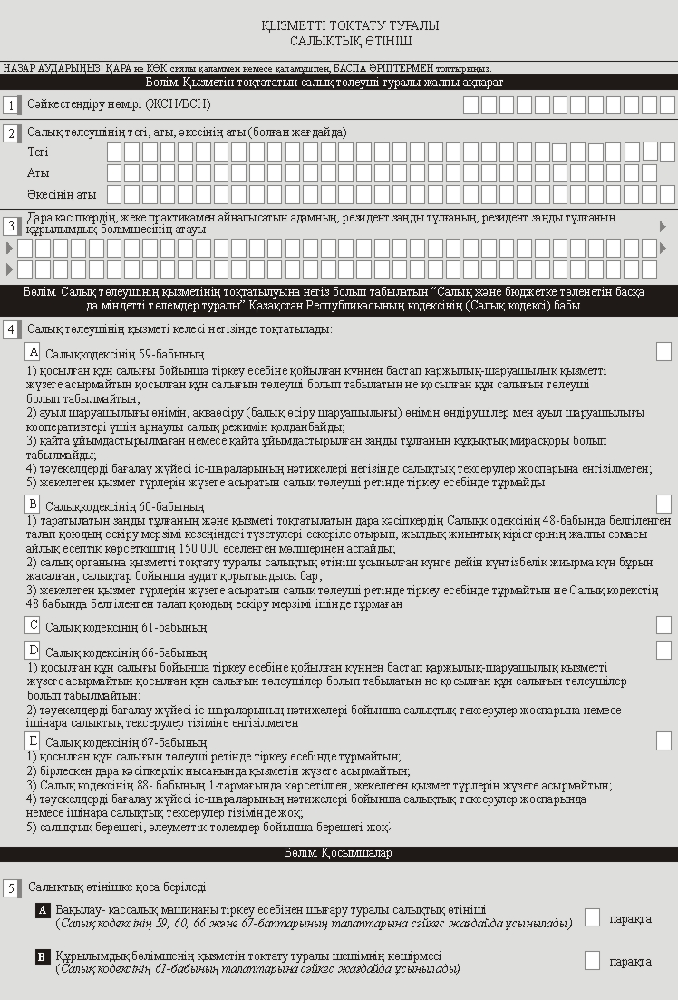 ҚЫЗМЕТТІ ТОҚТАТУ ТУРАЛЫ
САЛЫҚТЫҚ ӨТІНІШ
НАЗАР АУДАРЫҢЫЗ! ҚАРА не КӨК сиялы қаламмен немесе қаламұшпен, БАСПА ӘРІПТЕРМЕН толтырыңыз.
Бөлім. Қызметін тоқтататын салық төлеуші туралы жалпы ақпарат
1 Сәйкестендіру нөмірі (ЖСН/БСН)
2 Салық төлеушінің тегі, аты, әкесінің аты (болған жағдайда)
Тегі
Аты
Әкесінің аты
3 Дара кәсіпкердің, жеке практикамен айналысатын адамның, резидент заңды тұлғаның, резидент заңды тұлғаның
құрылымдық бөлімшесінің атауы
Бөлім. Салық төлеушінің қызметінің тоқтатылуына негіз болып табылатын “Салық және бюджетке төленетін басқа
да міндетті төлемдер туралы” Қазақстан Республикасының кодексінің (Салық кодексі) бабы
4 Салық төлеушінің қызметі келесі негізінде тоқтатылады:
A Салықкодексінің 59-бабының
1) қосылған құн салығы бойынша тіркеу есебіне қойылған күннен бастап қаржылық-шаруашылық қызметті
жүзеге асырмайтын қосылған құн салығын төлеуші болып табылатын не қосылған құн салығын төлеуші
болып табылмайтын;
2) ауыл шаруашылығы өнімін, акваөсіру (балық өсіру шаруашылығы) өнімін өндірушілер мен ауыл шаруашылығы
кооперативтері үшін арнаулы салық режимін қолданбайды;
3) қайта ұйымдастырылмаған немесе қайта ұйымдастырылған заңды тұлғаның құқықтық мирасқоры болып
табылмайды;
4) тәуекелдерді бағалау жүйесі іс-шараларының нәтижелері негізінде салықтық тексерулер жоспарына енгізілмеген;
5) жекелеген қызмет түрлерін жүзеге асыратын салық төлеуші ретінде тіркеу есебінде тұрмайды
B Салықкодексінің 60-бабының
1) таратылатын заңды тұлғаның және қызметі тоқтатылатын дара кәсіпкердің Салықк одексінің 48-бабында белгіленген
талап қоюдың ескіру мерзімі кезеңіндегі түзетулері ескеріле отырып, жылдық жиынтық кірістерінің жалпы сомасы
айлық есептік көрсеткіштің 150 000 еселенген мөлшерінен аспайды;
2) салық органына қызметті тоқтату туралы салықтық өтініш ұсынылған күнге дейін күнтізбелік жиырма күн бұрын
жасалған, салықтар бойынша аудит қорытындысы бар;
3) жекелеген қызмет түрлерін жүзеге асыратын салық төлеуші ретінде тіркеу есебінде тұрмайтын не Салық кодекстің
48 бабында белгіленген талап қоюдың ескіру мерзімі ішінде тұрмаған
C Салық кодексінің 61-бабының
D Салық кодексінің 66-бабының
1) қосылған құн салығы бойынша тіркеу есебіне қойылған күннен бастап қаржылық-шаруашылық қызметті
жүзеге асырмайтын қосылған құн салығын төлеушілер болып табылатын не қосылған құн салығын төлеушілер
болып табылмайтын;
2) тәуекелдерді бағалау жүйесі іс-шараларының нәтижелері бойынша салықтық тексерулер жоспарына немесе
ішінара салықтық тексерулер тізіміне енгізілмеген
E Салық кодексінің 67-бабының
1) қосылған құн салығын төлеуші ретінде тіркеу есебінде тұрмайтын;
2) бірлескен дара кәсіпкерлік нысанында қызметін жүзеге асырмайтын;
3) Салық кодексінің 88- бабының 1-тармағында көрсетілген, жекелеген қызмет түрлерін жүзеге асырмайтын;
4) тәуекелдерді бағалау жүйесі іс-шараларының нәтижелері бойынша салықтық тексерулер жоспарында
немесе ішінара салықтық тексерулер тізімінде жоқ;
5) салықтық берешегі, әлеуметтік төлемдер бойынша берешегі жоқ;
Бөлім. Қосымшалар
5 Салықтық өтінішке қоса беріледі:
A Бақылау- кассалық машинаны тіркеу есебінен шығару туралы салықтық өтініші
(Салық кодексінің 59, 60, 66 және 67-баптарының талаптарына сәйкес жағдайда ұсынылады) парақта
B Құрылымдық бөлімшенің қызметін тоқтату туралы шешімнің көшірмесі
(Салық кодексінің 61-бабының талаптарына сәйкес жағдайда ұсынылады) парақта